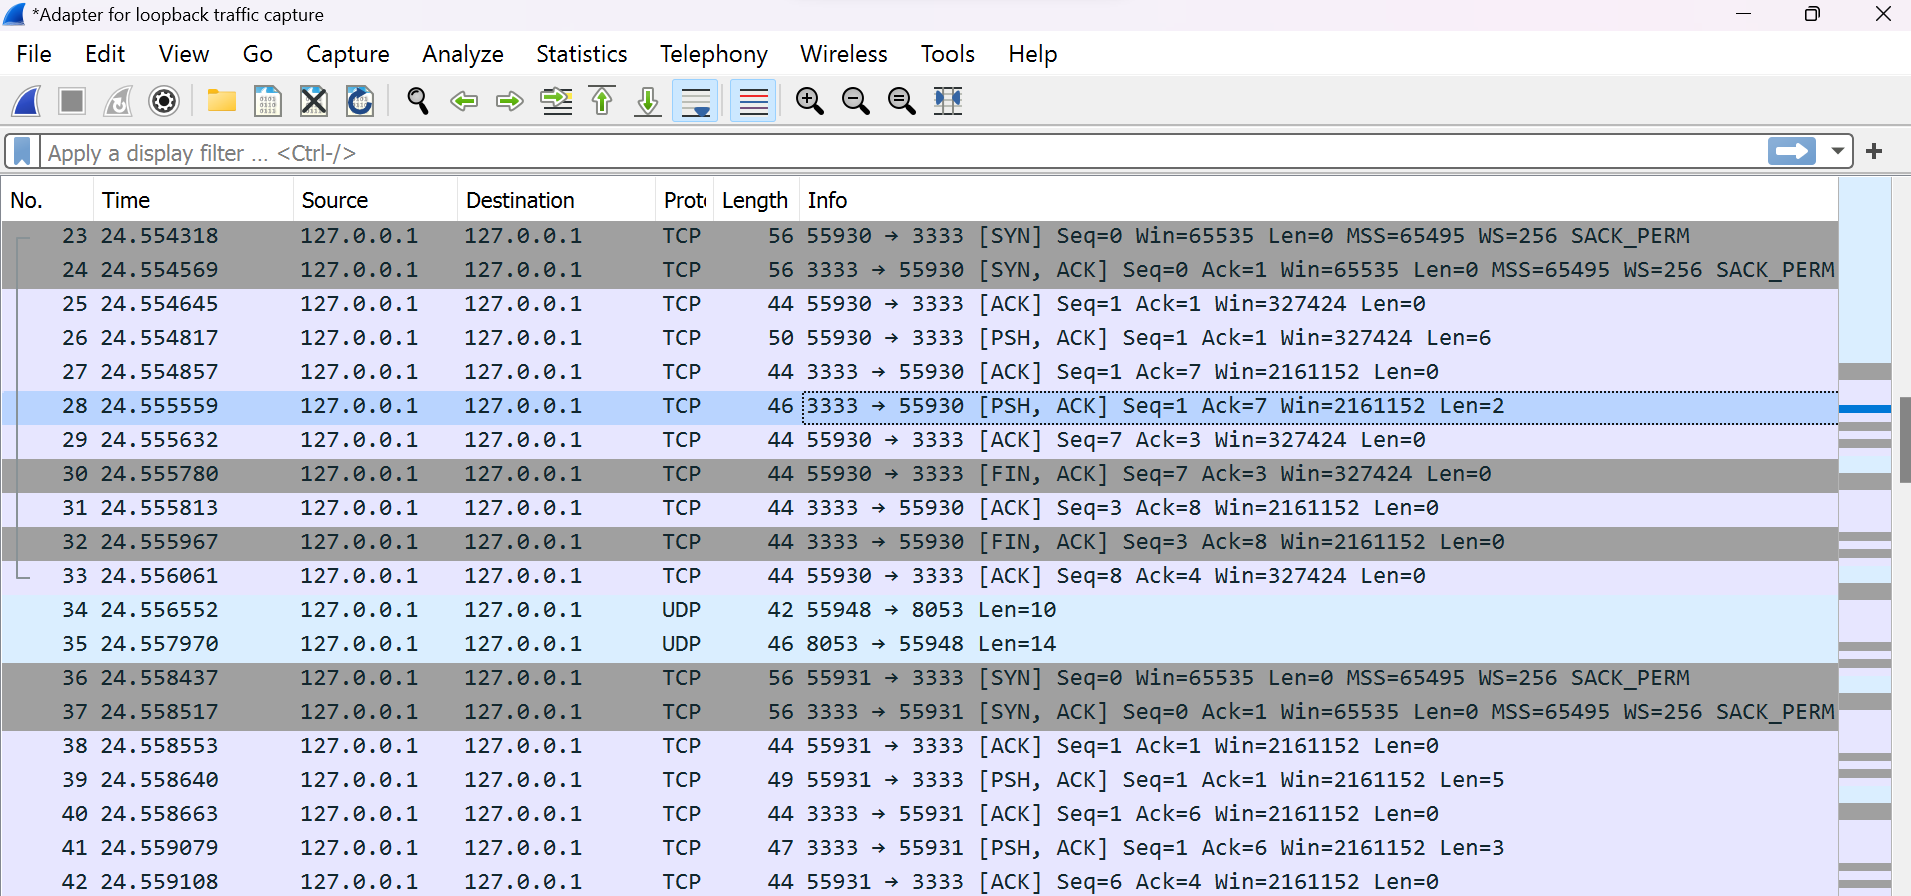 *Adapter for loopback traffic capture
File Edit View Go Capture Analyze Statistics Telephony Wireless Tools Help
Apply a display filter ... <Ctrl-/>
No. Time Source Destination Proto Length Info
23 24.554318 127.0.0.1 127.0.0.1 TCP 56 55930 → 3333 [SYN] Seq=0 Win=65535 Len=0 MSS=65495 WS=256 SACK_PERM
24 24.554569 127.0.0.1 127.0.0.1 TCP 56 3333 → 55930 [SYN, ACK] Seq=0 Ack=1 Win=65535 Len=0 MSS=65495 WS=256 SACK_PERM
25 24.554645 127.0.0.1 127.0.0.1 TCP 44 55930 → 3333 [ACK] Seq=1 Ack=1 Win=327424 Len=0
26 24.554817 127.0.0.1 127.0.0.1 TCP 50 55930 → 3333 [PSH, ACK] Seq=1 Ack=1 Win=327424 Len=6
27 24.554857 127.0.0.1 127.0.0.1 TCP 44 3333 → 55930 [ACK] Seq=1 Ack=7 Win=2161152 Len=0
28 24.555559 127.0.0.1 127.0.0.1 TCP 46 3333 → 55930 [PSH, ACK] Seq=1 Ack=7 Win=2161152 Len=2
29 24.555632 127.0.0.1 127.0.0.1 TCP 44 55930 → 3333 [ACK] Seq=7 Ack=3 Win=327424 Len=0
30 24.555780 127.0.0.1 127.0.0.1 TCP 44 55930 → 3333 [FIN, ACK] Seq=7 Ack=3 Win=327424 Len=0
31 24.555813 127.0.0.1 127.0.0.1 TCP 44 3333 → 55930 [ACK] Seq=3 Ack=8 Win=2161152 Len=0
32 24.555967 127.0.0.1 127.0.0.1 TCP 44 3333 → 55930 [FIN, ACK] Seq=3 Ack=8 Win=2161152 Len=0
33 24.556061 127.0.0.1 127.0.0.1 TCP 44 55930 → 3333 [ACK] Seq=8 Ack=4 Win=327424 Len=0
34 24.556552 127.0.0.1 127.0.0.1 UDP 42 55948 → 8053 Len=10
35 24.557970 127.0.0.1 127.0.0.1 UDP 46 8053 → 55948 Len=14
36 24.558437 127.0.0.1 127.0.0.1 TCP 56 55931 → 3333 [SYN] Seq=0 Win=65535 Len=0 MSS=65495 WS=256 SACK_PERM
37 24.558517 127.0.0.1 127.0.0.1 TCP 56 3333 → 55931 [SYN, ACK] Seq=0 Ack=1 Win=65535 Len=0 MSS=65495 WS=256 SACK_PERM
38 24.558553 127.0.0.1 127.0.0.1 TCP 44 55931 → 3333 [ACK] Seq=1 Ack=1 Win=2161152 Len=0
39 24.558640 127.0.0.1 127.0.0.1 TCP 49 55931 → 3333 [PSH, ACK] Seq=1 Ack=1 Win=2161152 Len=5
40 24.558663 127.0.0.1 127.0.0.1 TCP 44 3333 → 55931 [ACK] Seq=1 Ack=6 Win=2161152 Len=0
41 24.559079 127.0.0.1 127.0.0.1 TCP 47 3333 → 55931 [PSH, ACK] Seq=1 Ack=6 Win=2161152 Len=3
42 24.559108 127.0.0.1 127.0.0.1 TCP 44 55931 → 3333 [ACK] Seq=6 Ack=4 Win=2161152 Len=0